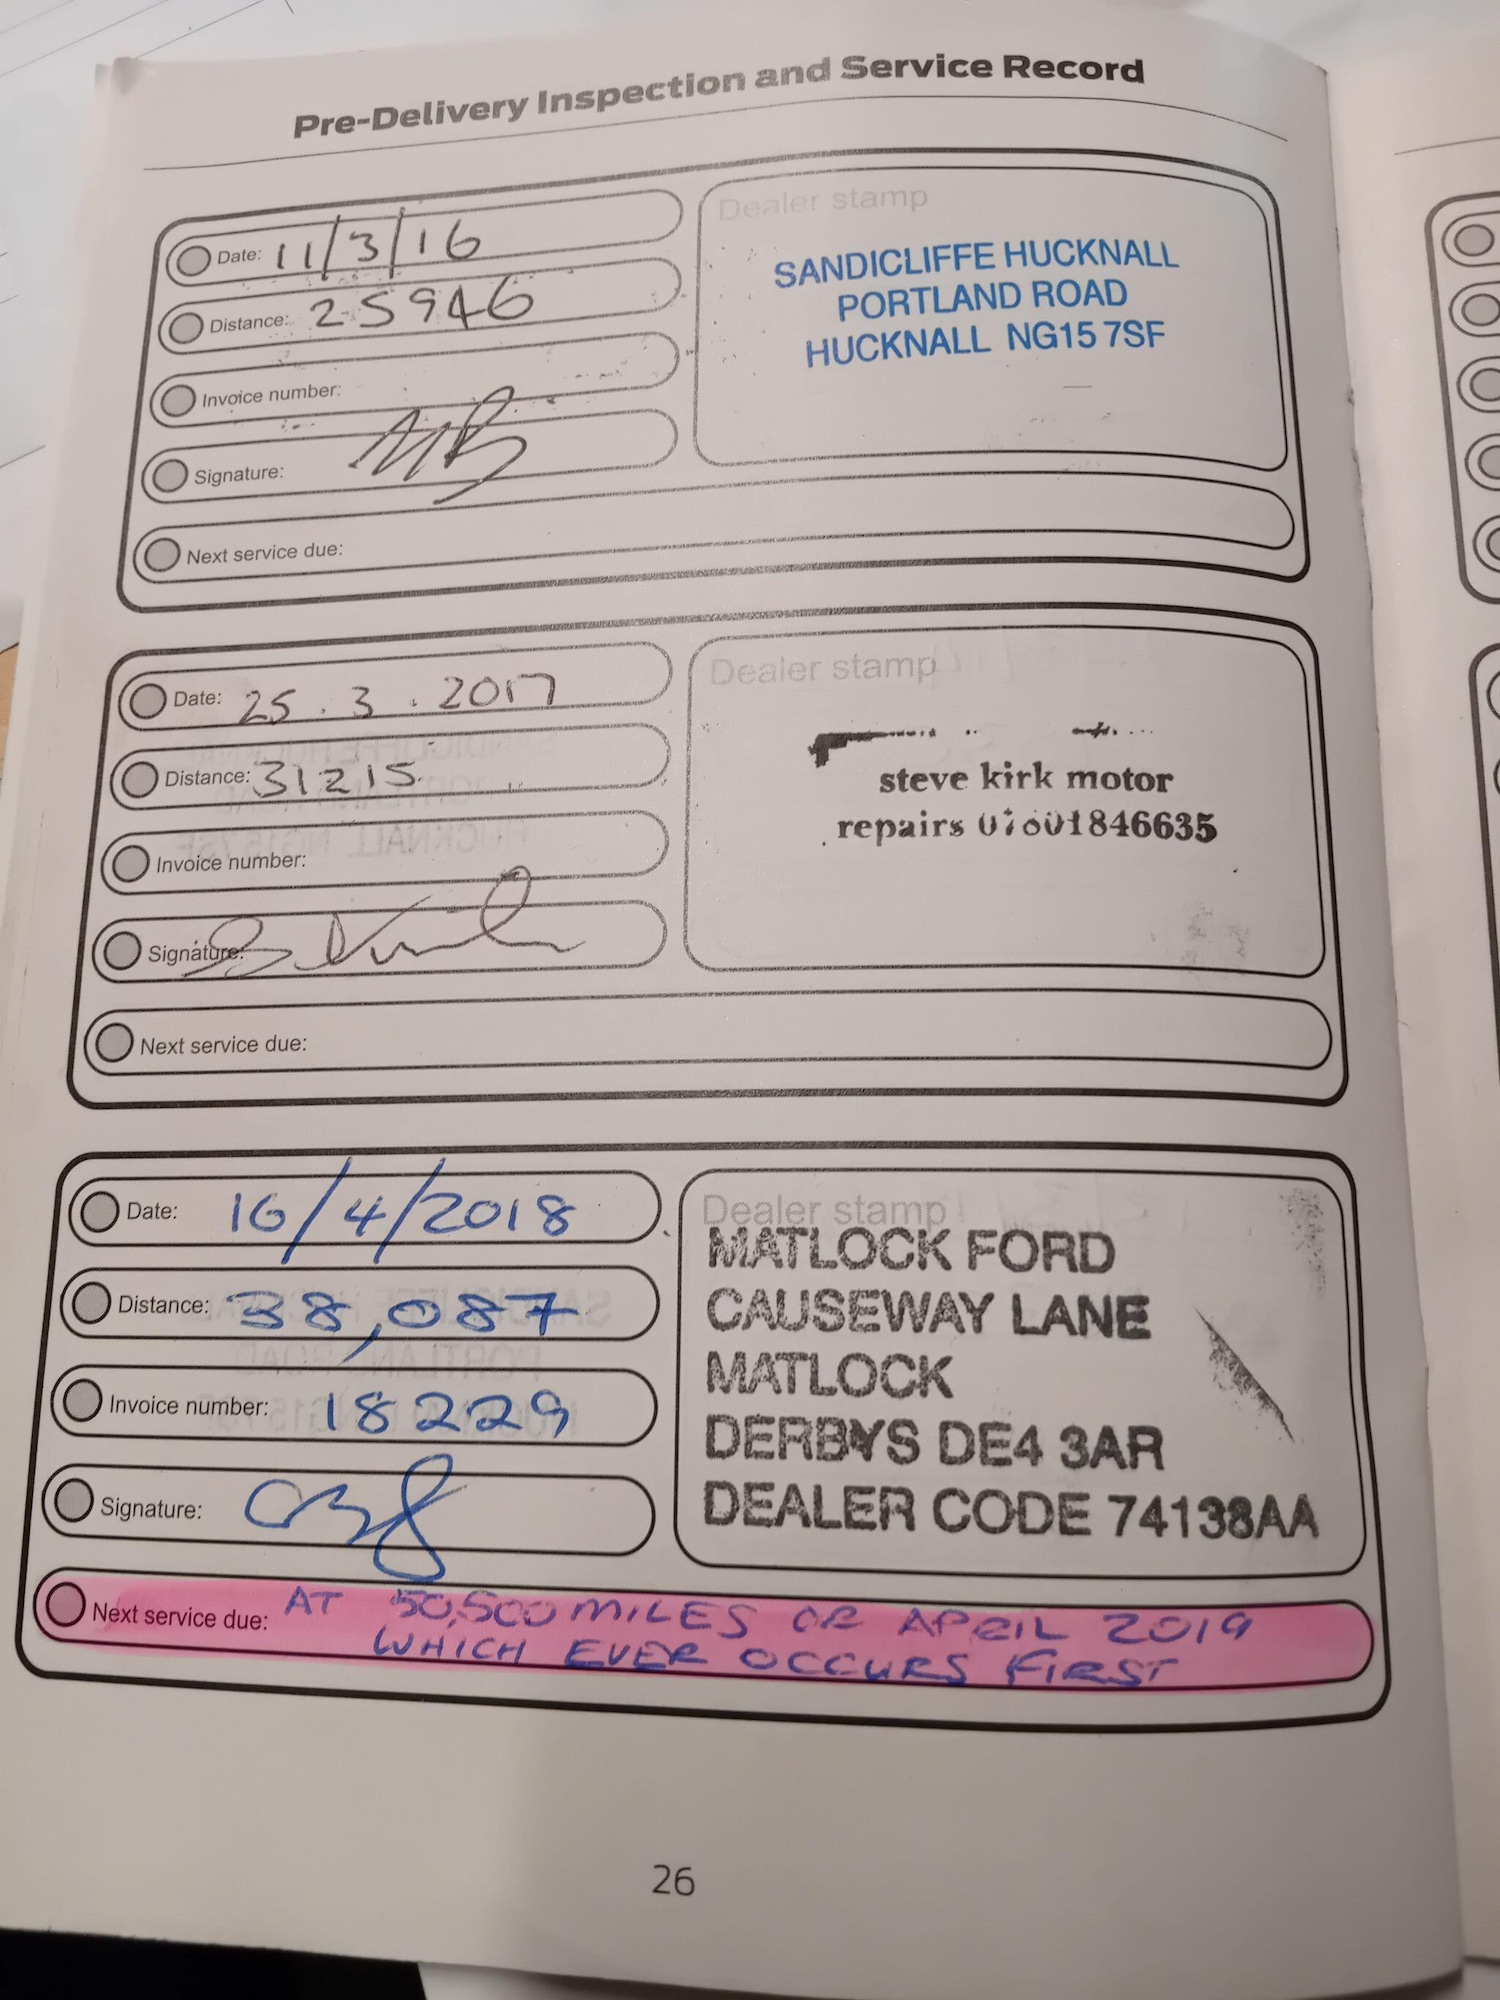 Pre-Delivery Inspection and Service Record
Date: 11/3/16
Distance: 25946
Invoice number:
Signature:
Next service due:
Dealer stamp
SANDICLIFFE HUCKNALL
PORTLAND ROAD
HUCKNALL NG15 7SF
Date: 25.3.2017
Distance: 31215
Invoice number:
Signature:
Next service due:
Dealer stamp
steve kirk motor
repairs
Date: 16/4/2018
Distance: 38,087
Invoice number: 18229
Signature:
Dealer stamp
MATLOCK FORD
CAUSEWAY LANE
MATLOCK
DERBYS DE4 3AR
DEALER CODE 74138AA
Next service due: AT 50,500 MILES OR APRIL 2019
WHICH EVER OCCURS FIRST
26